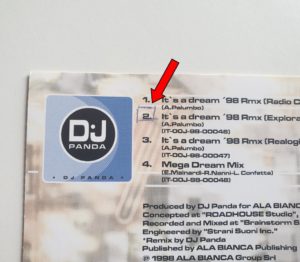 DJ
PANDA
• DJ PANDA •
1. It's a dream '98 Rmx (Radio
(A.Palumbo)
2. It's a dream '98 Rmx (Explora
(A.Palumbo)
(IT-OOJ-98-00046)
3. It's a dream '98 Rmx (Realogi
(A.Palumbo)
(IT-OOJ-98-00047)
4. Mega Dream Mix
(E.Mainardi-R.Nanni-L.Confetta)
(IT-OOJ-98-00048)
Produced by DJ Panda for ALA BIANC
Concepted at "ROADHOUSE Studio"
Recorded and Mixed at "Brainstorm S
Engineered by "Strani Suoni Inc."
*Remix by DJ Panda
Published by ALA BIANCA Publishing
© 1998 ALA BIANCA Group Srl